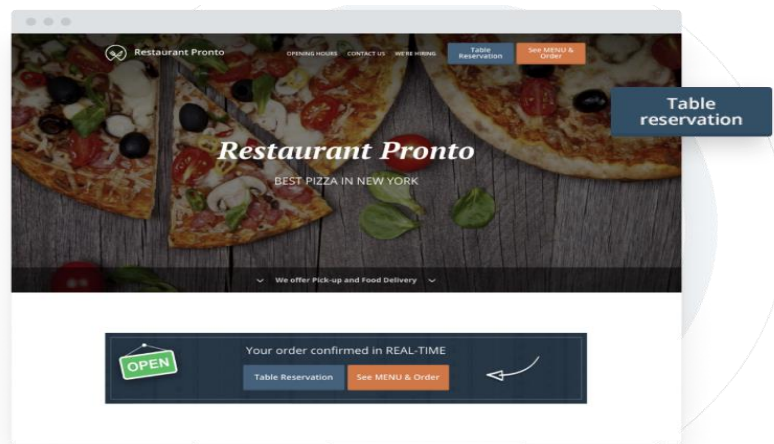 Restaurant Pronto
OPENING HOURS
CONTACT US
WE'RE HIRING
Table
Reservation
See MENU &
Order
Table
reservation
Restaurant Pronto
BEST PIZZA IN NEW YORK
We offer Pick-up and Food Delivery
OPEN
Your order confirmed in REAL-TIME
Table Reservation
See MENU & Order